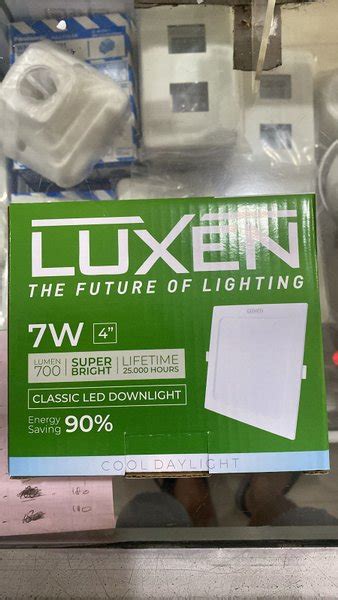 LUXEN
THE FUTURE OF LIGHTING
7W 4"
LUMEN 700 SUPER BRIGHT LIFETIME 25.000 HOURS
CLASSIC LED DOWNLIGHT
Energy Saving 90%
LUXEN
COOL DAYLIGHT